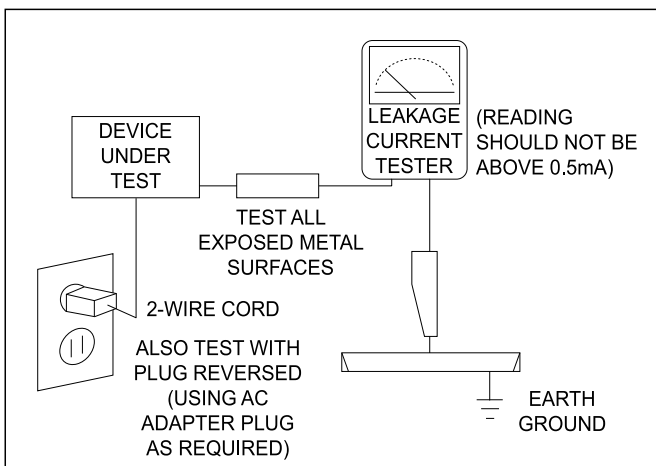 DEVICE
UNDER
TEST
LEAKAGE
CURRENT
TESTER
(READING
SHOULD NOT BE
ABOVE 0.5mA)
TEST ALL
EXPOSED METAL
SURFACES
2-WIRE CORD
ALSO TEST WITH
PLUG REVERSED
(USING AC
ADAPTER PLUG
AS REQUIRED)
EARTH
GROUND